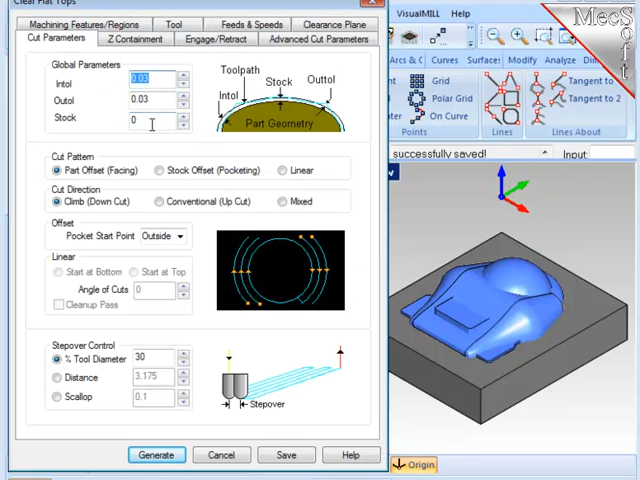 Clear Flat Tops
Machining Features/Regions
Tool
Feeds & Speeds
Clearance Plane
Cut Parameters
Z Containment
Engage/Retract
Advanced Cut Parameters
Global Parameters
Intol
0.03
Outol
0.03
Stock
0
Toolpath
Stock
Outtol
Intol
Part Geometry
Cut Pattern
Part Offset (Facing)
Stock Offset (Pocketing)
Linear
Cut Direction
Climb (Down Cut)
Conventional (Up Cut)
Mixed
Offset
Pocket Start Point
Outside
Linear
Start at Bottom
Start at Top
Angle of Cuts
0
Cleanup Pass
Stepover Control
% Tool Diameter
30
Distance
3.175
Scallop
0.1
Stepover
Generate
Cancel
Save
Help
VisualMILL
Help
MecSoft
Arcs & C
Curves
Surfaces
Modify
Analyze
Grid
Polar Grid
On Curve
Points
Lines
Tangent to
Tangent to 2
Lines About
successfully saved!
Input
Origin